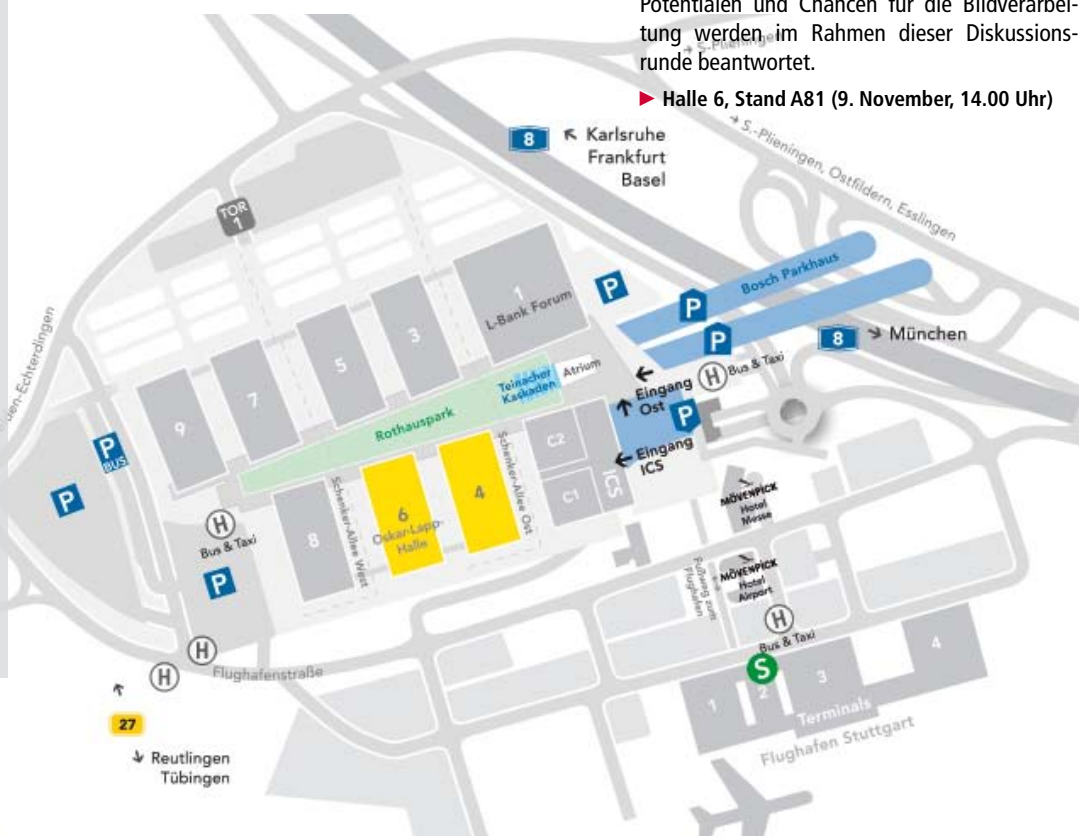 Potentialen und Chancen für die Bildverarbei-
tung werden im Rahmen dieser Diskussions-
runde beantwortet.
► Halle 6, Stand A81 (9. November, 14.00 Uhr)
→ S-Plieningen
→ S.-Plieningen, Ostfildern, Esslingen
8
↖ Karlsruhe
Frankfurt
Basel
TOR
1
1
L-Bank Forum
P
Bosch Parkhaus
P
P
8
↘ München
H
Bus & Taxi
3
5
7
9
Teinacher
Kaskaden
Atrium
Rothauspark
← Eingang
Ost
P
← Eingang
ICS
C2
C1
ICS
Schenker-Allee Ost
4
6
Oskar-Lapp-
Halle
Schenker-Allee West
8
H
Bus & Taxi
P
P
BUS
P
en-Echterdingen
MÖVENPICK
Hotel
Messe
MÖVENPICK
Hotel
Airport
Fußweg zum
Flughafen
H
Bus & Taxi
S
1
2
3
4
Terminals
Flughafen Stuttgart
H
H
Flughafenstraße
27
Reutlingen
Tübingen